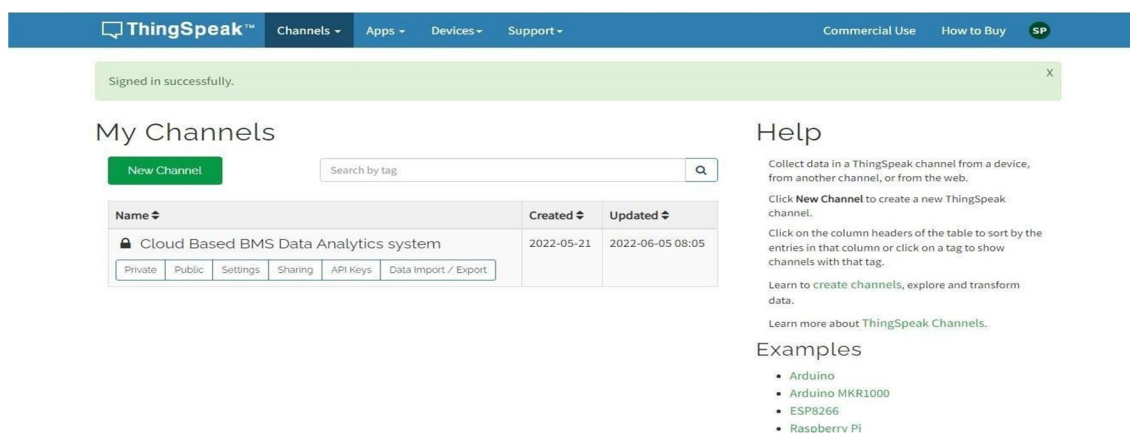 ThingSpeak™ Channels Apps Devices Support Commercial Use How to Buy SP
Signed in successfully. X
My Channels
New Channel Search by tag
Name Created Updated
Cloud Based BMS Data Analytics system 2022-05-21 2022-06-05 08:05
Private Public Settings Sharing API Keys Data Import / Export
Help
Collect data in a ThingSpeak channel from a device,
from another channel, or from the web.
Click New Channel to create a new ThingSpeak
channel.
Click on the column headers of the table to sort by the
entries in that column or click on a tag to show
channels with that tag.
Learn to create channels, explore and transform
data.
Learn more about ThingSpeak Channels.
Examples
• Arduino
• Arduino MKR1000
• ESP8266
• Raspberry Pi